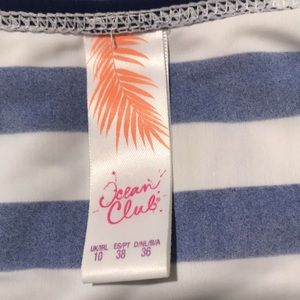 Ocean
Club
UK/IRL ES/PT D/NL/B/A
10 38 36